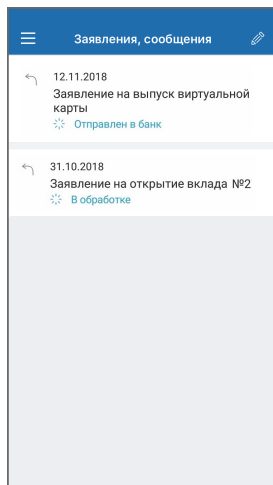 Заявления, сообщения
12.11.2018
Заявление на выпуск виртуальной
карты
Отправлен в банк
31.10.2018
Заявление на открытие вклада №2
В обработке